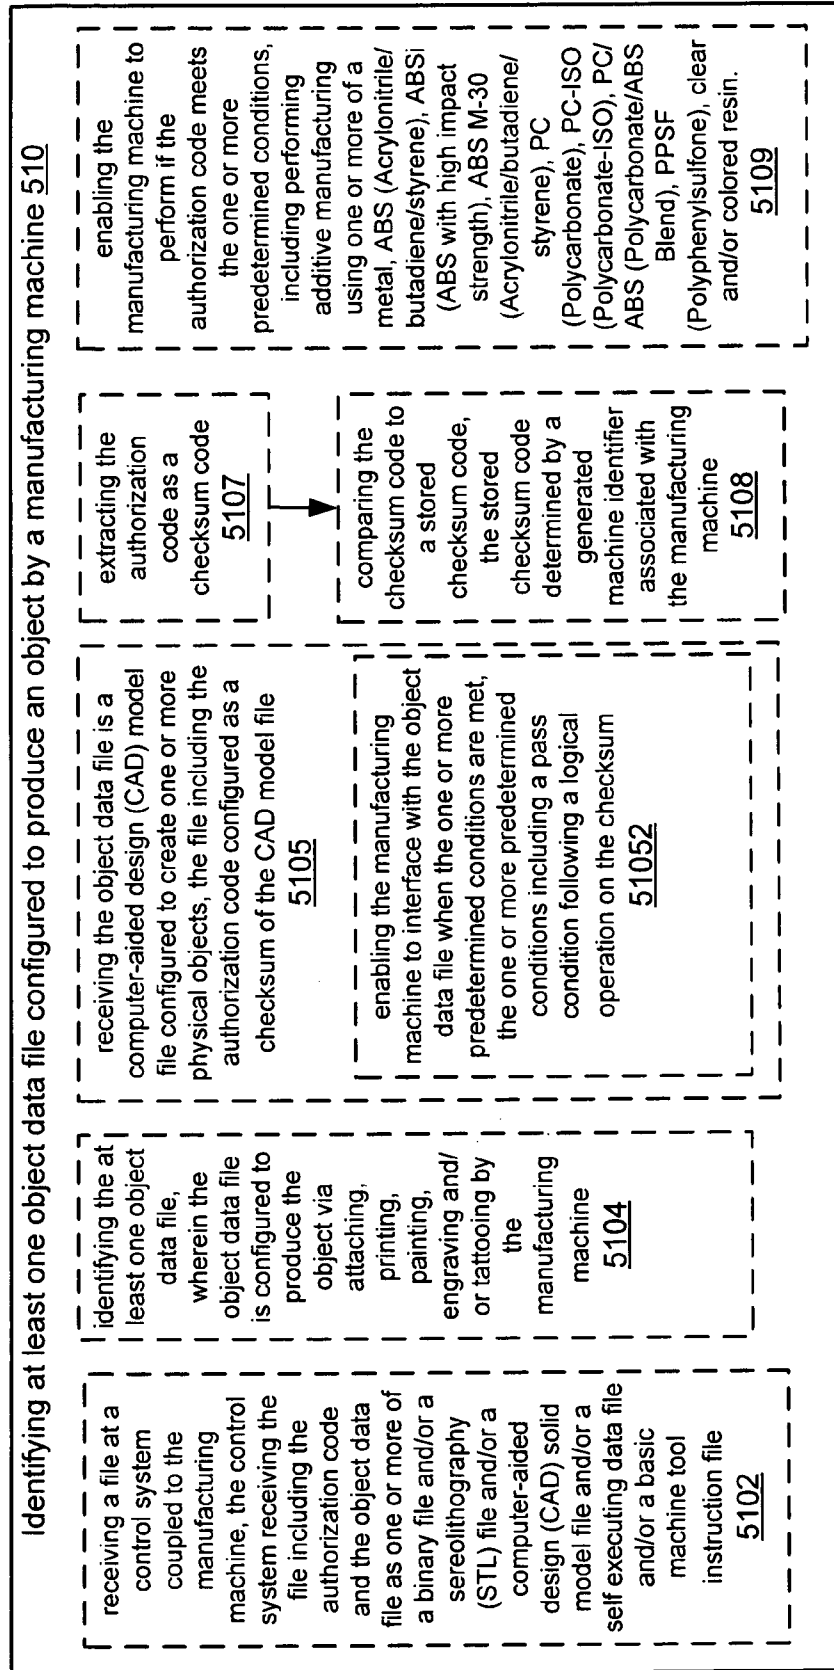 Identifying at least one object data file configured to produce an object by a manufacturing machine 510
receiving a file at a
control system
coupled to the
manufacturing
machine, the control
system receiving the
file including the
authorization code
and the object data
file as one or more of
a binary file and/or a
sereolithography
(STL) file and/or a
computer-aided
design (CAD) solid
model file and/or a
self executing data file
and/or a basic
machine tool
instruction file
5102
identifying the at
least one object
data file,
wherein the
object data file
is configured to
produce the
object via
attaching,
printing,
painting,
engraving and/
or tattooing by
the
manufacturing
machine
5104
receiving the object data file is a
computer-aided design (CAD) model
file configured to create one or more
physical objects, the file including the
authorization code configured as a
checksum of the CAD model file
5105
enabling the manufacturing
machine to interface with the object
data file when the one or more
predetermined conditions are met,
the one or more predetermined
conditions including a pass
condition following a logical
operation on the checksum
51052
extracting the
authorization
code as a
checksum code
5107
comparing the
checksum code to
a stored
checksum code,
the stored
checksum code
determined by a
generated
machine identifier
associated with
the manufacturing
machine
5108
enabling the
manufacturing machine to
perform if the
authorization code meets
the one or more
predetermined conditions,
including performing
additive manufacturing
using one or more of a
metal, ABS (Acrylonitrile/
butadiene/styrene), ABSi
(ABS with high impact
strength), ABS M-30
(Acrylonitrile/butadiene/
styrene), PC
(Polycarbonate), PC-ISO
(Polycarbonate-ISO), PC/
ABS (Polycarbonate/ABS
Blend), PPSF
(Polyphenylsulfone), clear
and/or colored resin.
5109